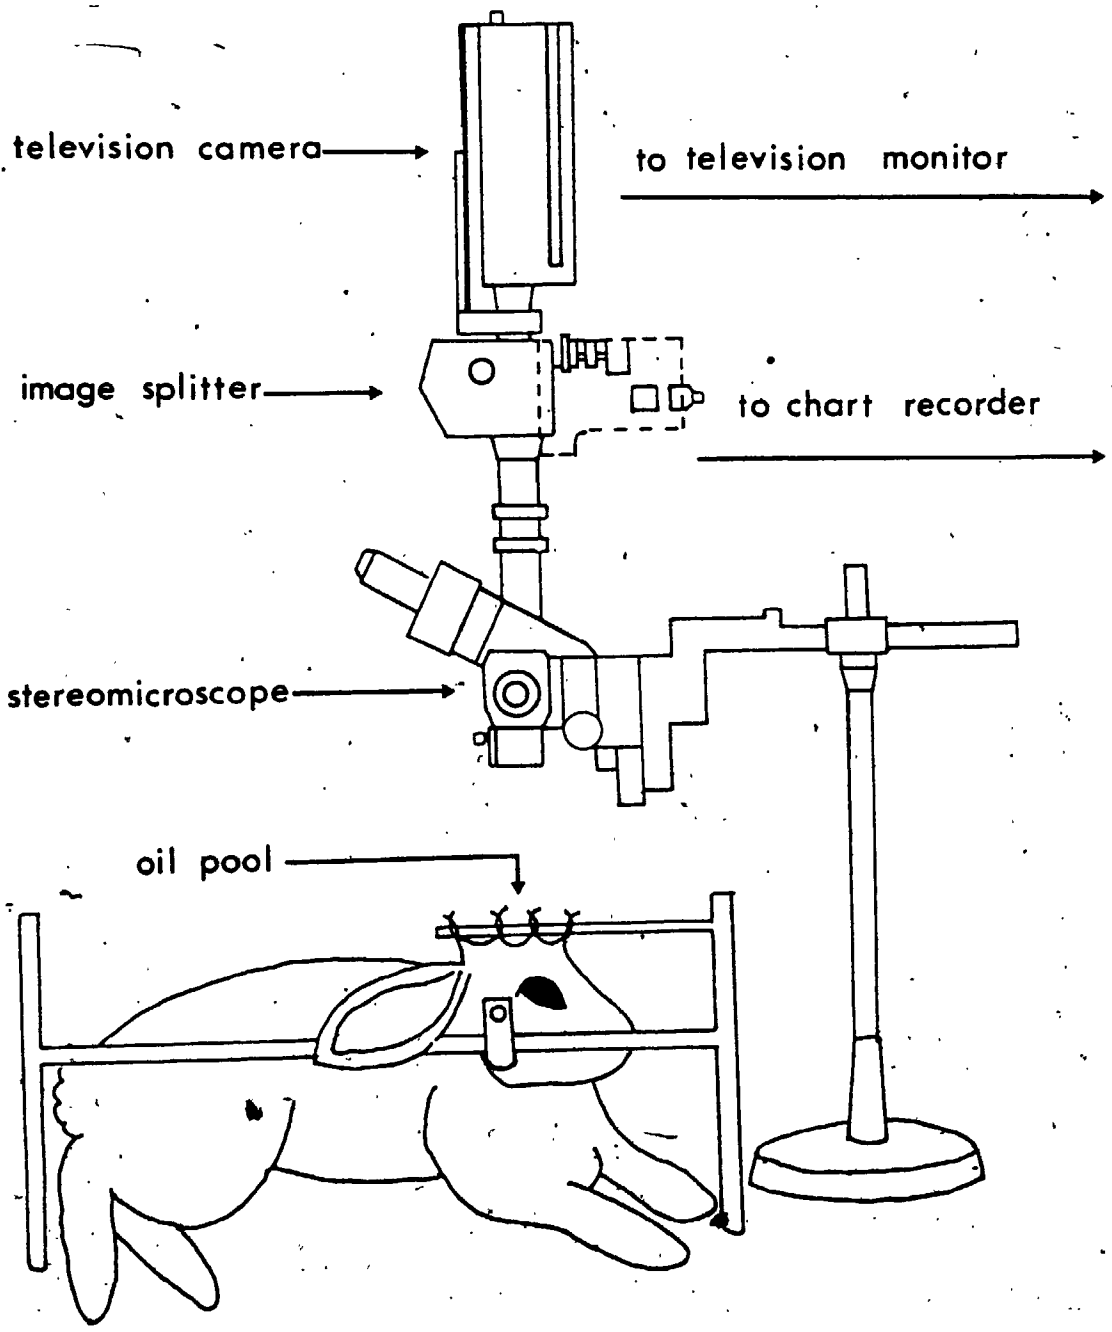 television camera
to television monitor
image splitter
to chart recorder
stereomicroscope
oil pool